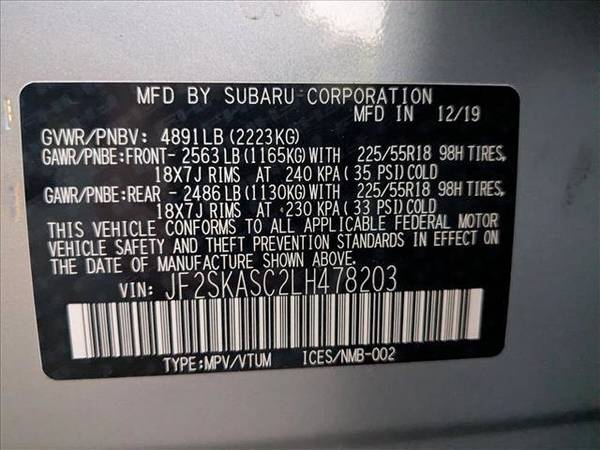 MFD BY SUBARU CORPORATION
MFD IN 12/19
GVWR/PNBV: 4891LB(2223KG)
GAWR/PNBE:FRONT- 2563LB(1165KG)WITH 225/55R18 98H TIRES,
18X7J RIMS AT 240 KPA(35 PSI)COLD
GAWR/PNBE:REAR - 2486LB(1130KG)WITH 225/55R18 98H TIRES,
18X7J RIMS AT 230 KPA(33 PSI)COLD
THIS VEHICLE CONFORMS TO ALL APPLICABLE FEDERAL MOTOR
VEHICLE SAFETY AND THEFT PREVENTION STANDARDS IN EFFECT ON
THE DATE OF MANUFACTURE SHOWN ABOVE.
VIN: JF2SKASC2LH478203
TYPE:MPV/VTUM ICES/NMB-002